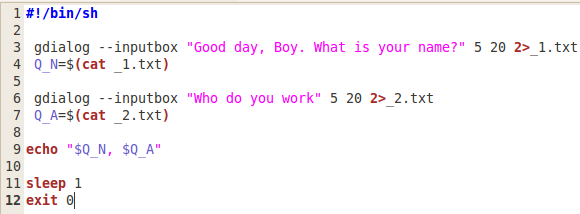 1 #!/bin/sh
2
3 gdialog --inputbox "Good day, Boy. What is your name?" 5 20 2>_1.txt
4 Q_N=$(cat _1.txt)
5
6 gdialog --inputbox "Who do you work" 5 20 2>_2.txt
7 Q_A=$(cat _2.txt)
8
9 echo "$Q_N, $Q_A"
10
11 sleep 1
12 exit 0